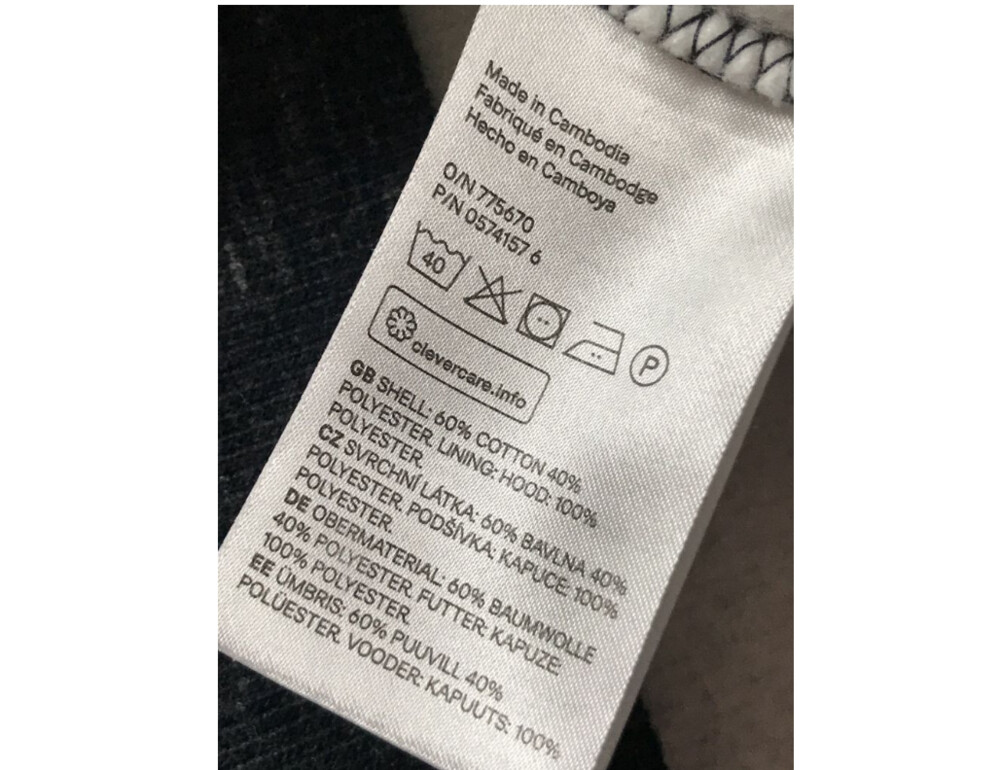 Made in Cambodia
Fabriqué en Cambodge
Hecho en Camboya
O/N 775670
P/N 0574157 6
40
P
clevercare.info
GB SHELL: 60% COTTON 40%
POLYESTER. LINING: HOOD: 100%
POLYESTER.
CZ SVRCHNÍ LÁTKA: 60% BAVLNA 40%
POLYESTER. PODŠÍVKA: KAPUCE: 100%
POLYESTER.
DE OBERMATERIAL: 60% BAUMWOLLE
40% POLYESTER. FUTTER: KAPUZE:
100% POLYESTER.
EE ÜMBRIS: 60% PUUVILL 40%
POLÜESTER. VOODER: KAPUUTS: 100%